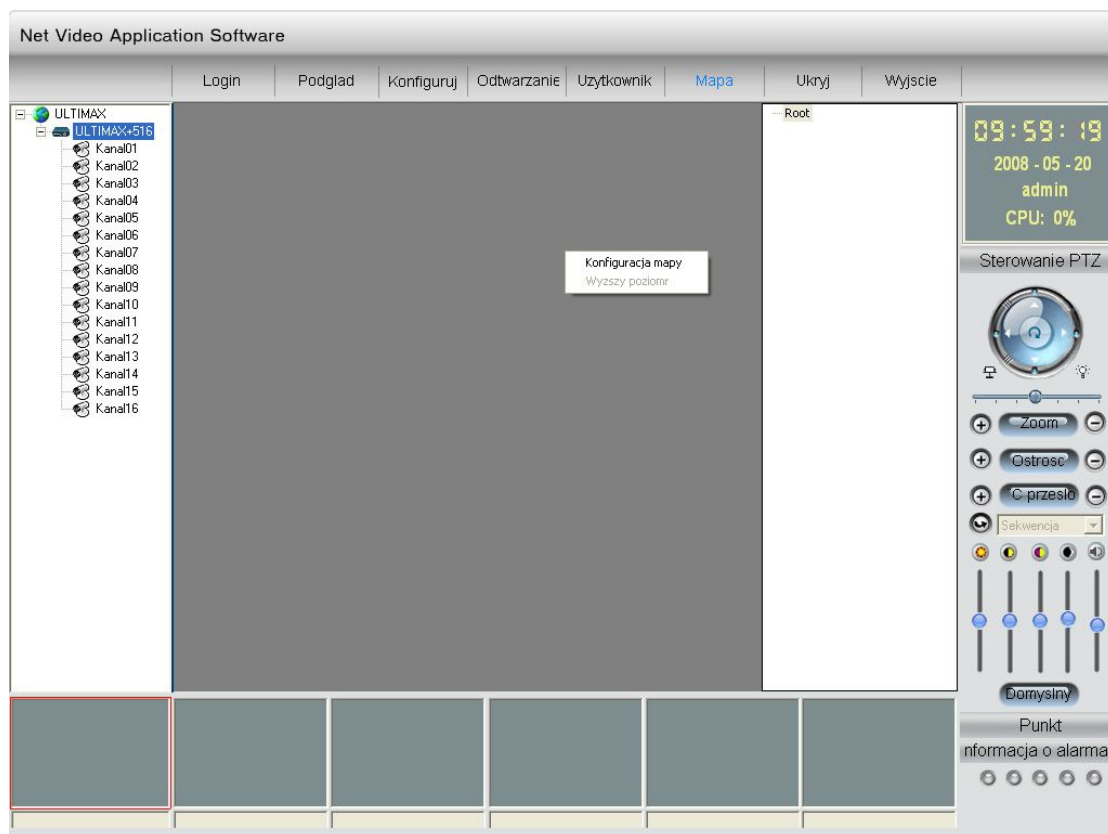 Net Video Application Software
Login Podglad Konfiguruj Odtwarzanie Uzytkownik Mapa Ukryj Wyjscie
ULTIMAX
ULTIMAX+516
Kanal01
Kanal02
Kanal03
Kanal04
Kanal05
Kanal06
Kanal07
Kanal08
Kanal09
Kanal10
Kanal11
Kanal12
Kanal13
Kanal14
Kanal15
Kanal16
Konfiguracja mapy
Wyzszy poziomr
Root
09:59:19
2008 - 05 - 20
admin
CPU: 0%
Sterowanie PTZ
Zoom
Ostrosc
C przeslo
Sekwencja
Domyslny
Punkt
nformacja o alarma